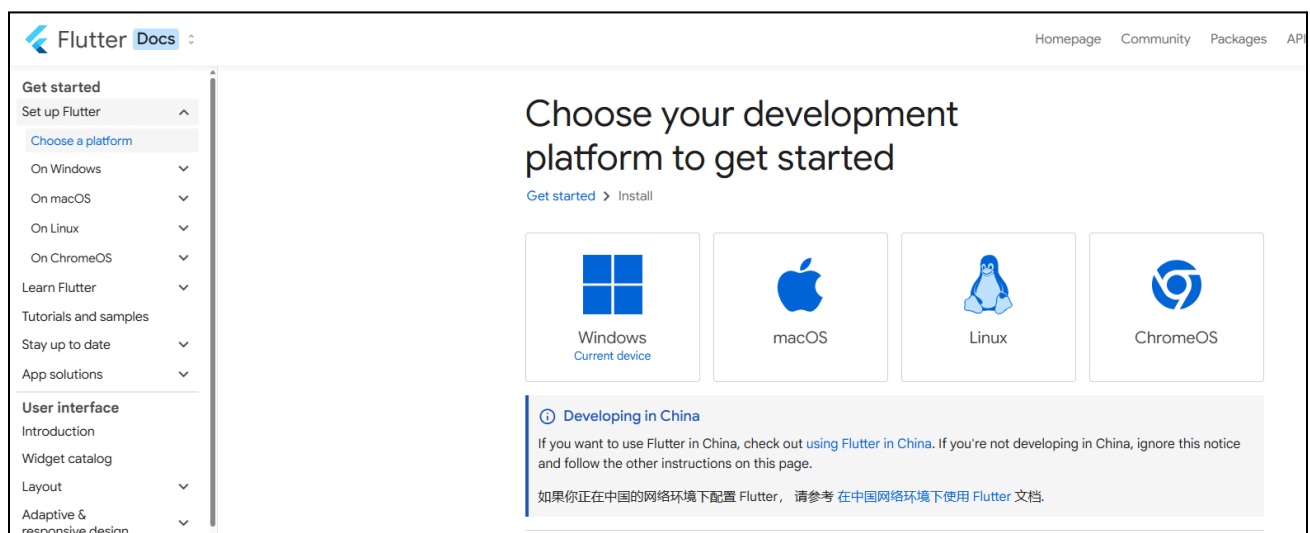 Flutter Docs
Homepage Community Packages API
Get started
Set up Flutter
Choose a platform
On Windows
On macOS
On Linux
On ChromeOS
Learn Flutter
Tutorials and samples
Stay up to date
App solutions
User interface
Introduction
Widget catalog
Layout
Adaptive &
responsive design
Choose your development
platform to get started
Get started > Install
Windows
Current device
macOS
Linux
ChromeOS
Developing in China
If you want to use Flutter in China, check out using Flutter in China. If you're not developing in China, ignore this notice
and follow the other instructions on this page.
如果你正在中国的网络环境下配置 Flutter， 请参考 在中国网络环境下使用 Flutter 文档.